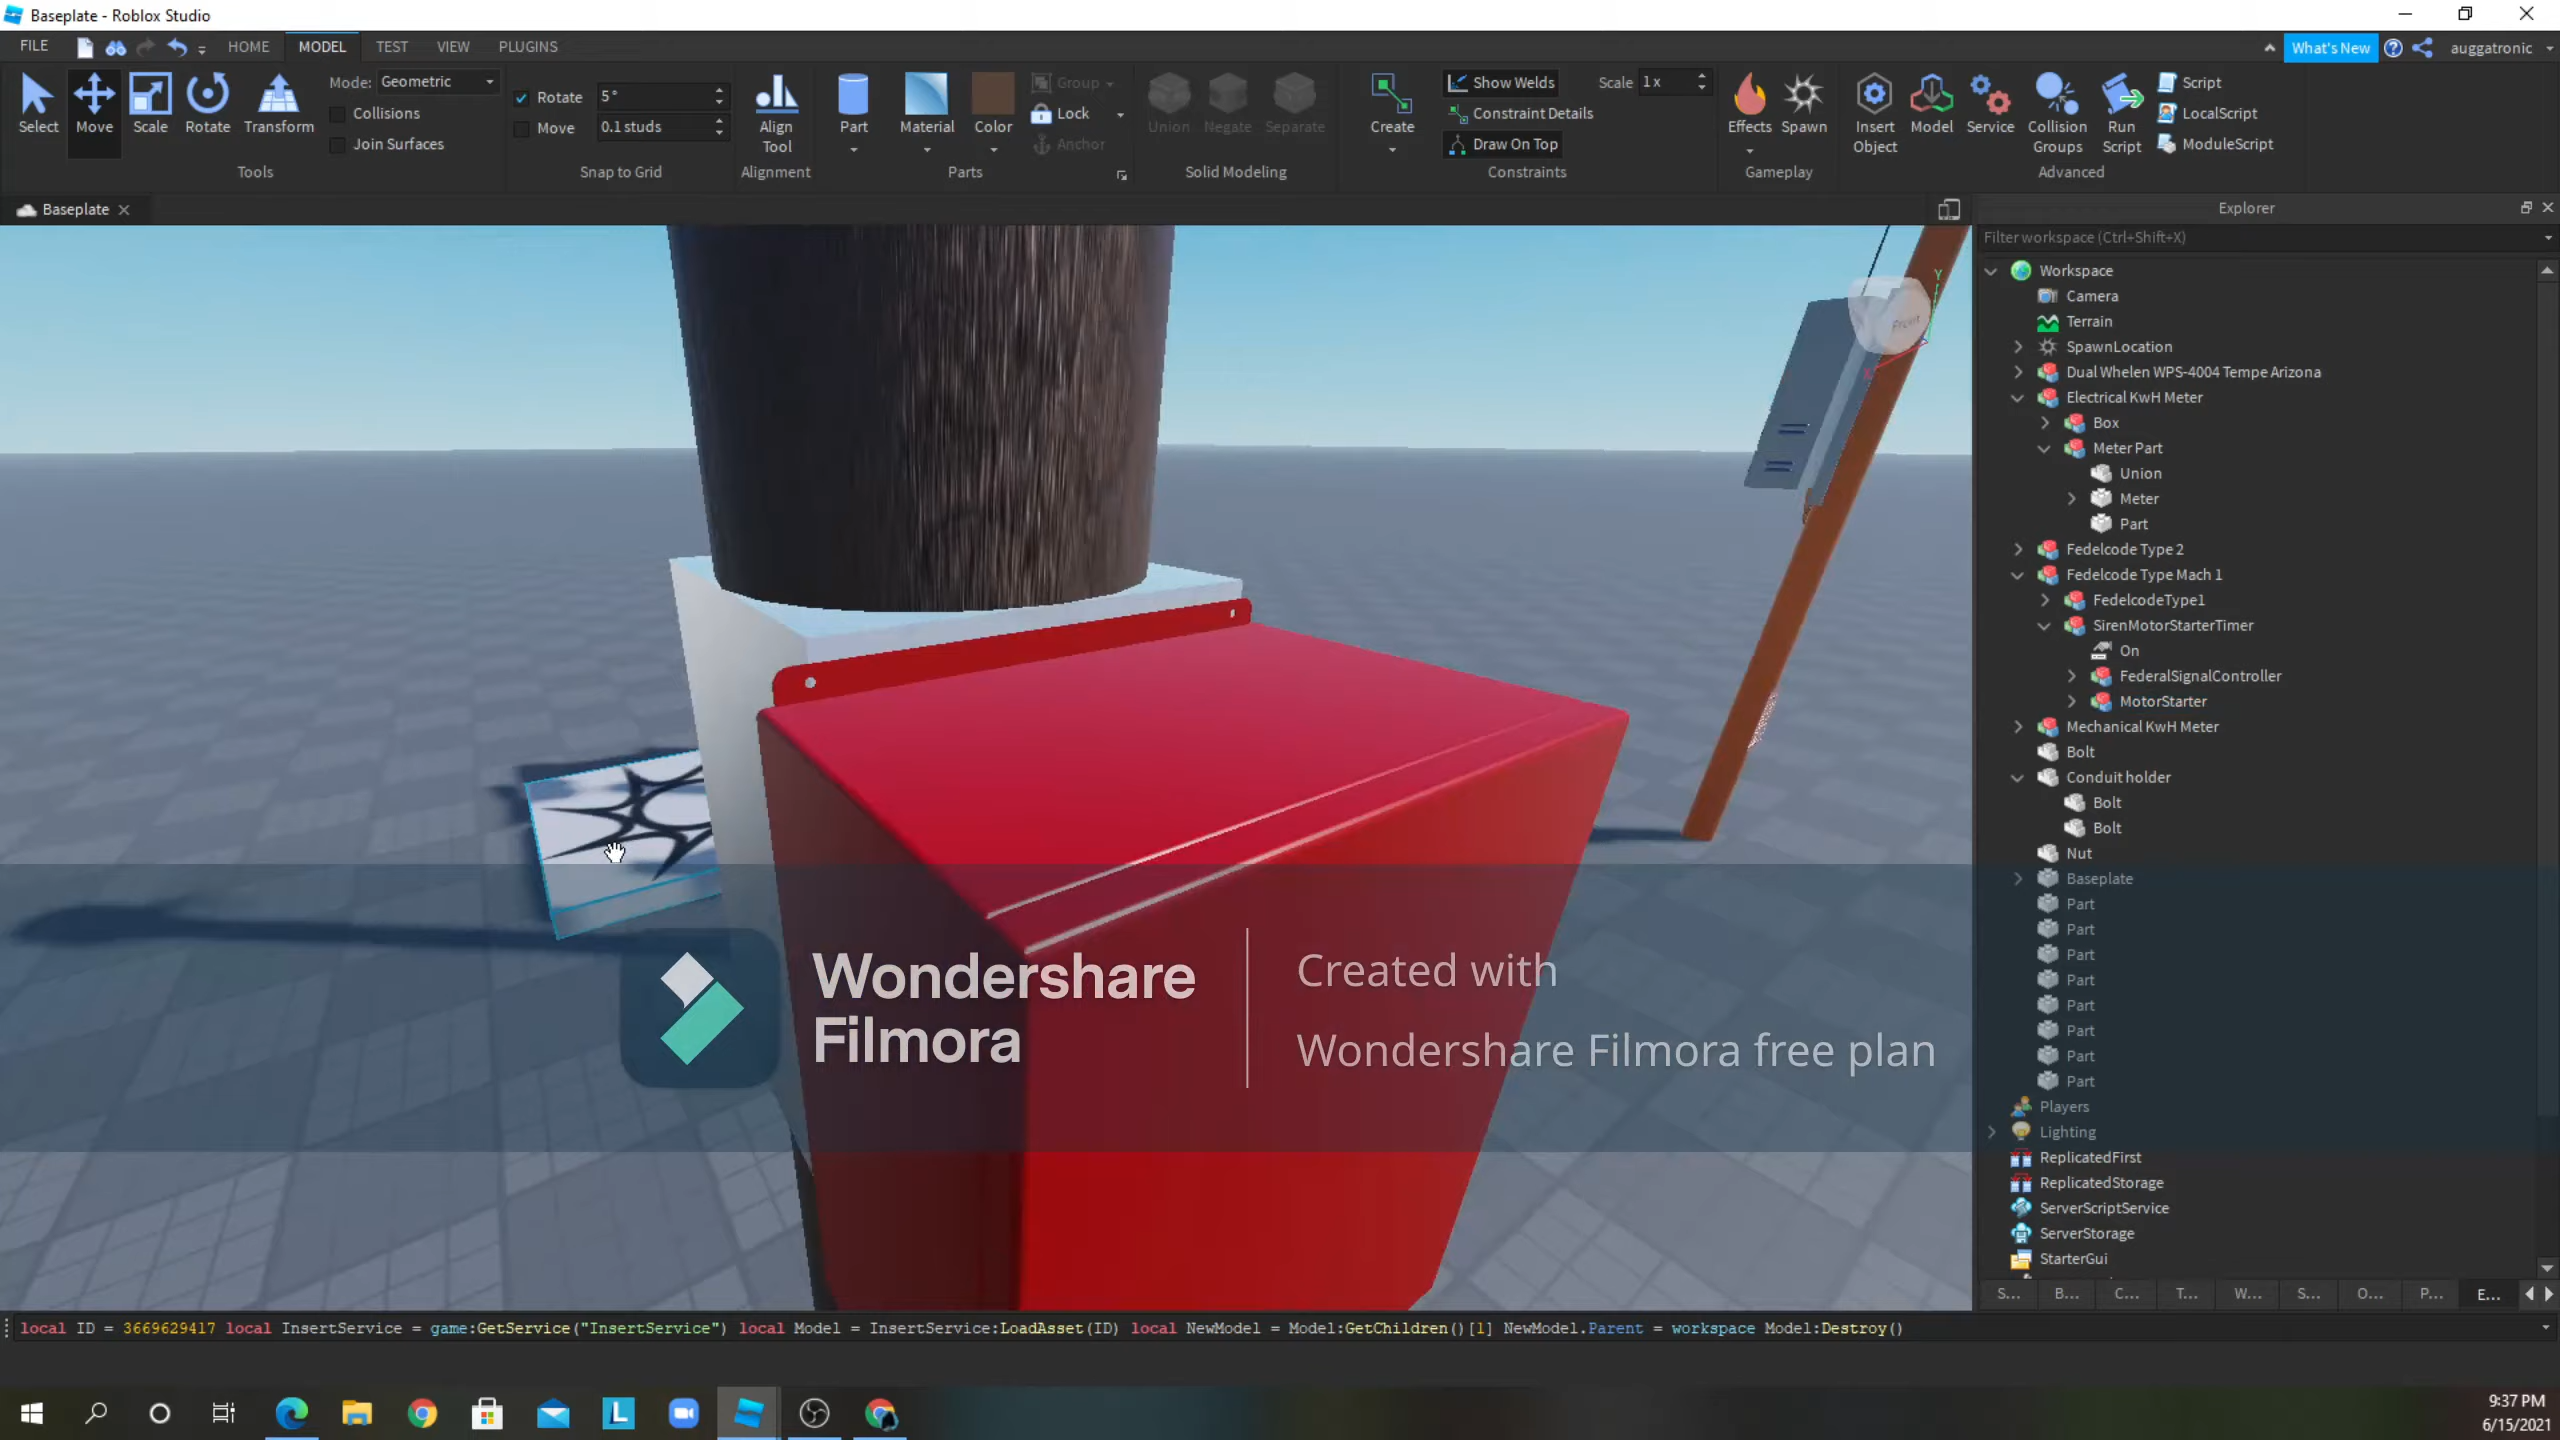 Baseplate - Roblox Studio
FILE HOME MODEL TEST VIEW PLUGINS What's New auggatronic
Select Move Scale Rotate Transform
Mode: Geometric
Collisions
Join Surfaces
Tools
Rotate 5°
Move 0.1 studs
Snap to Grid
Align Tool
Alignment
Part Material Color
Group
Lock
Anchor
Parts
Union Negate Separate
Solid Modeling
Create
Show Welds Scale 1 x
Constraint Details
Draw On Top
Constraints
Effects Spawn
Gameplay
Insert Object Model Service Collision Groups Run Script
Script
LocalScript
ModuleScript
Advanced
Baseplate
Explorer
Filter workspace (Ctrl+Shift+X)
Workspace
Camera
Terrain
SpawnLocation
Dual Whelen WPS-4004 Tempe Arizona
Electrical KwH Meter
Box
Meter Part
Union
Meter
Part
Fedelcode Type 2
Fedelcode Type Mach 1
FedelcodeType1
SirenMotorStarterTimer
On
FederalSignalController
MotorStarter
Mechanical KwH Meter
Bolt
Conduit holder
Bolt
Bolt
Nut
Baseplate
Part
Part
Part
Part
Part
Part
Part
Part
Players
Lighting
ReplicatedFirst
ReplicatedStorage
ServerScriptService
ServerStorage
StarterGui
S... B... C... T... W... S... O... P... E...
Front
Y
X
Wondershare
Filmora
Created with
Wondershare Filmora free plan
local ID = 3669629417 local InsertService = game:GetService("InsertService") local Model = InsertService:LoadAsset(ID) local NewModel = Model:GetChildren()[1] NewModel.Parent = workspace Model:Destroy()
L
9:37 PM
6/15/2021